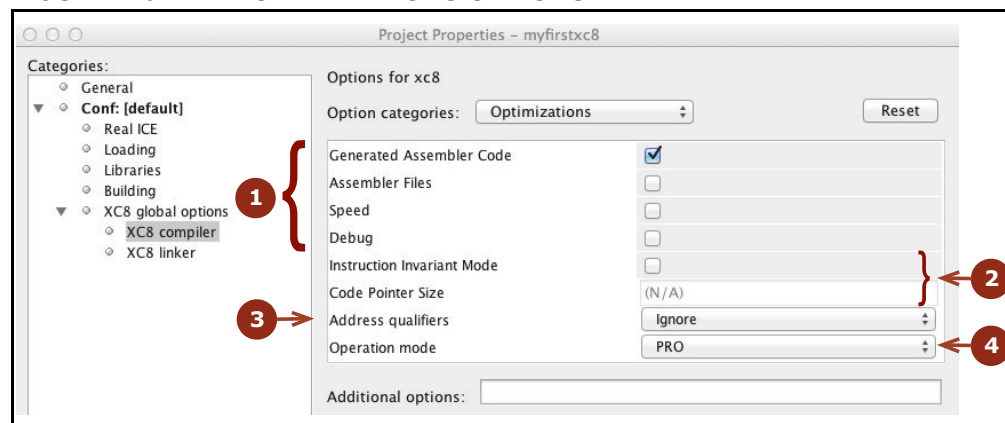 Project Properties – myfirstxc8
Categories:
General
Conf: [default]
Real ICE
Loading
Libraries
Building
XC8 global options
XC8 compiler
XC8 linker
Options for xc8
Option categories: Optimizations Reset
Generated Assembler Code
Assembler Files
Speed
Debug
Instruction Invariant Mode
Code Pointer Size (N/A)
Address qualifiers Ignore
Operation mode PRO
Additional options:
1
2
3
4